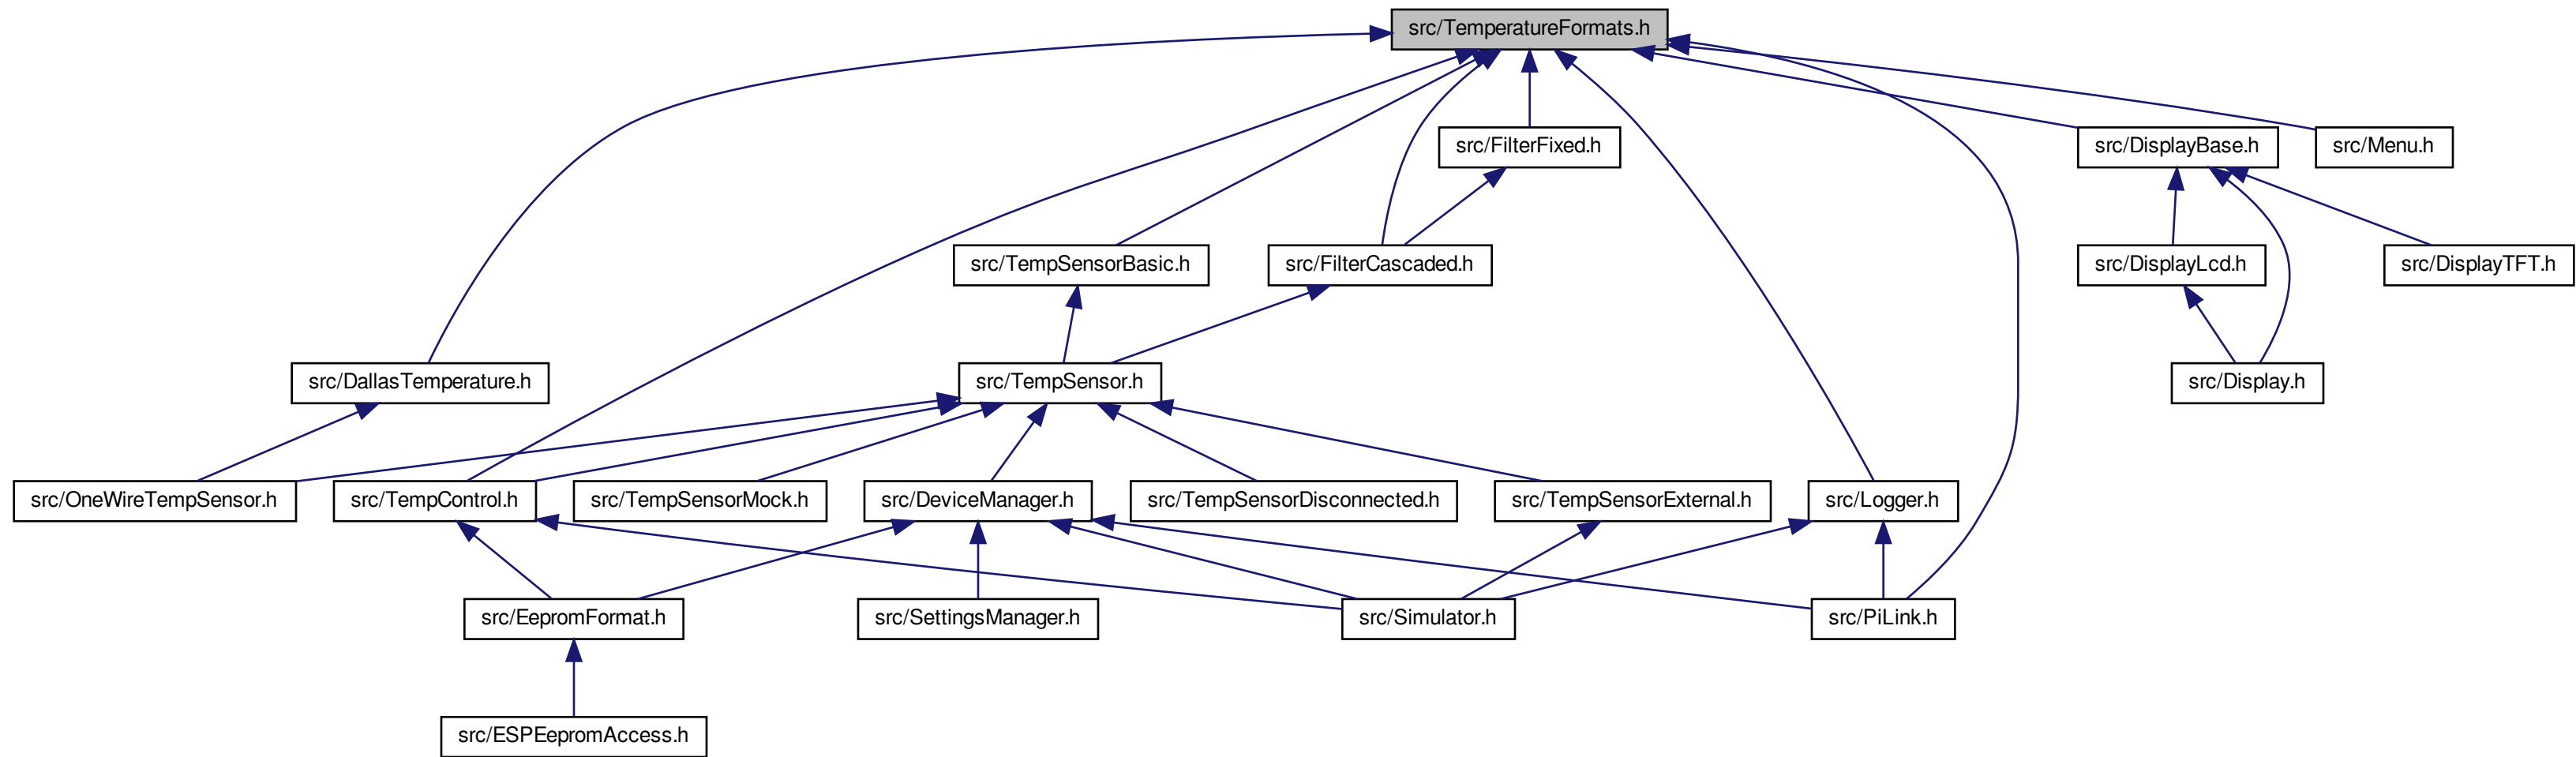 src/TemperatureFormats.h
src/FilterFixed.h
src/DisplayBase.h
src/Menu.h
src/TempSensorBasic.h
src/FilterCascaded.h
src/DisplayLcd.h
src/DisplayTFT.h
src/DallasTemperature.h
src/TempSensor.h
src/Display.h
src/OneWireTempSensor.h
src/TempControl.h
src/TempSensorMock.h
src/DeviceManager.h
src/TempSensorDisconnected.h
src/TempSensorExternal.h
src/Logger.h
src/EepromFormat.h
src/SettingsManager.h
src/Simulator.h
src/PiLink.h
src/ESPEepromAccess.h